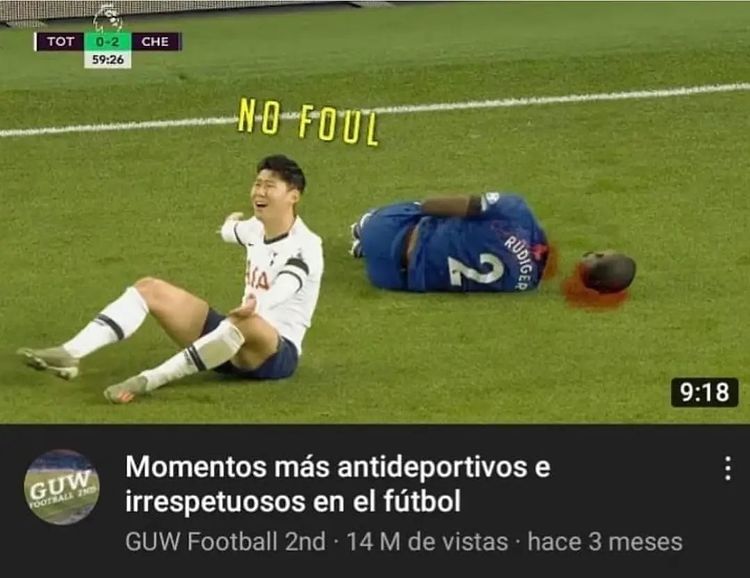 TOT 0-2 CHE
59:26
NO FOUL
AIA
RÜDIGER
2
9:18
GUW
FOOTBALL 2ND
Momentos más antideportivos e
irrespetuosos en el fútbol
GUW Football 2nd · 14 M de vistas · hace 3 meses